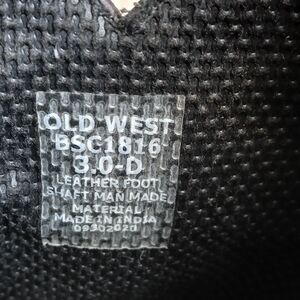 OLD WEST
BSC1816
3.0-D
LEATHER FOOT
SHAFT MAN MADE
MATERIAL
MADE IN INDIA
09302020